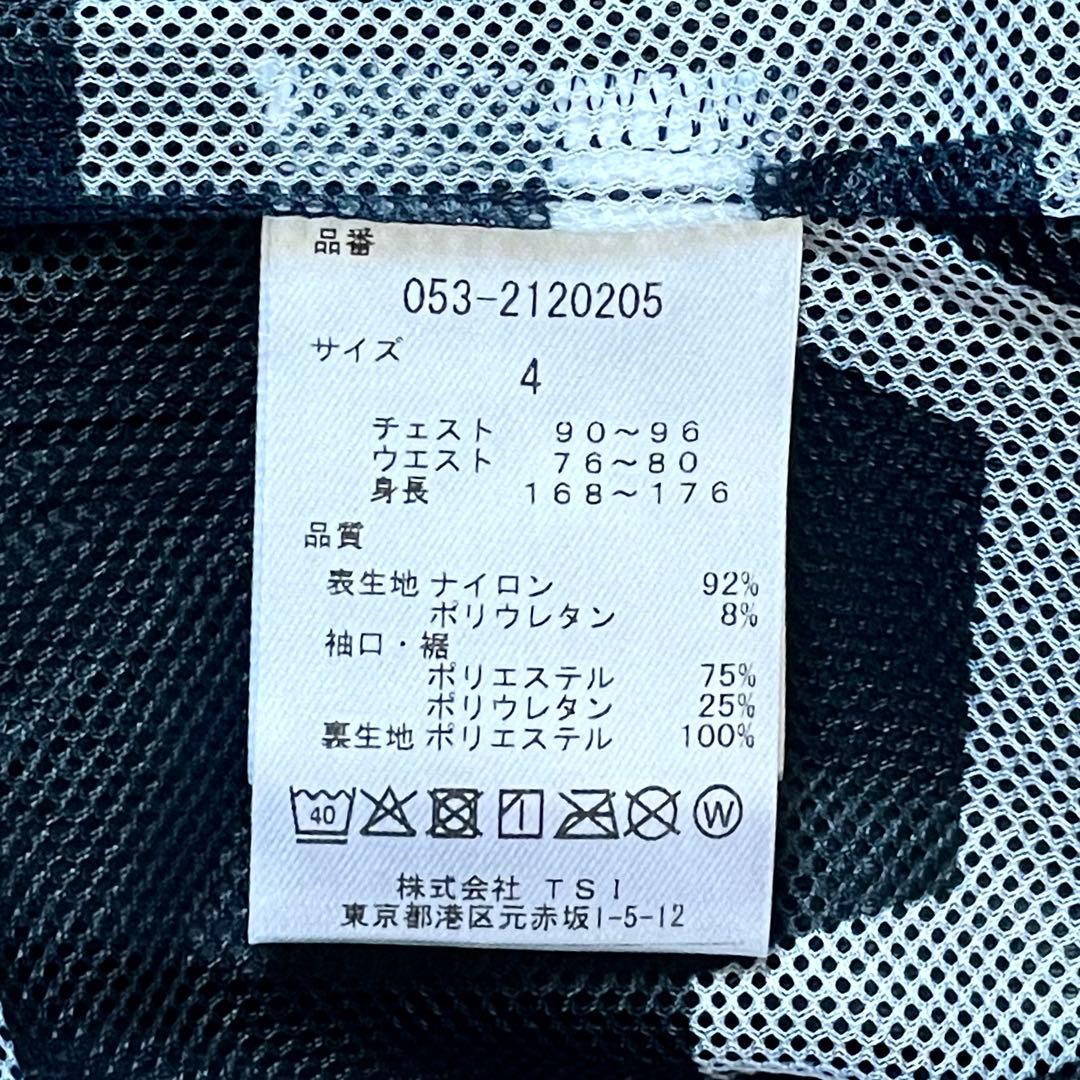 品番
053-2120205
サイズ
4
チェスト 90～96
ウエスト 76～80
身長 168～176
品質
表生地 ナイロン 92%
ポリウレタン 8%
袖口・裾
ポリエステル 75%
ポリウレタン 25%
裏生地 ポリエステル 100%
40 W
株式会社 TSI
東京都港区元赤坂1-5-12